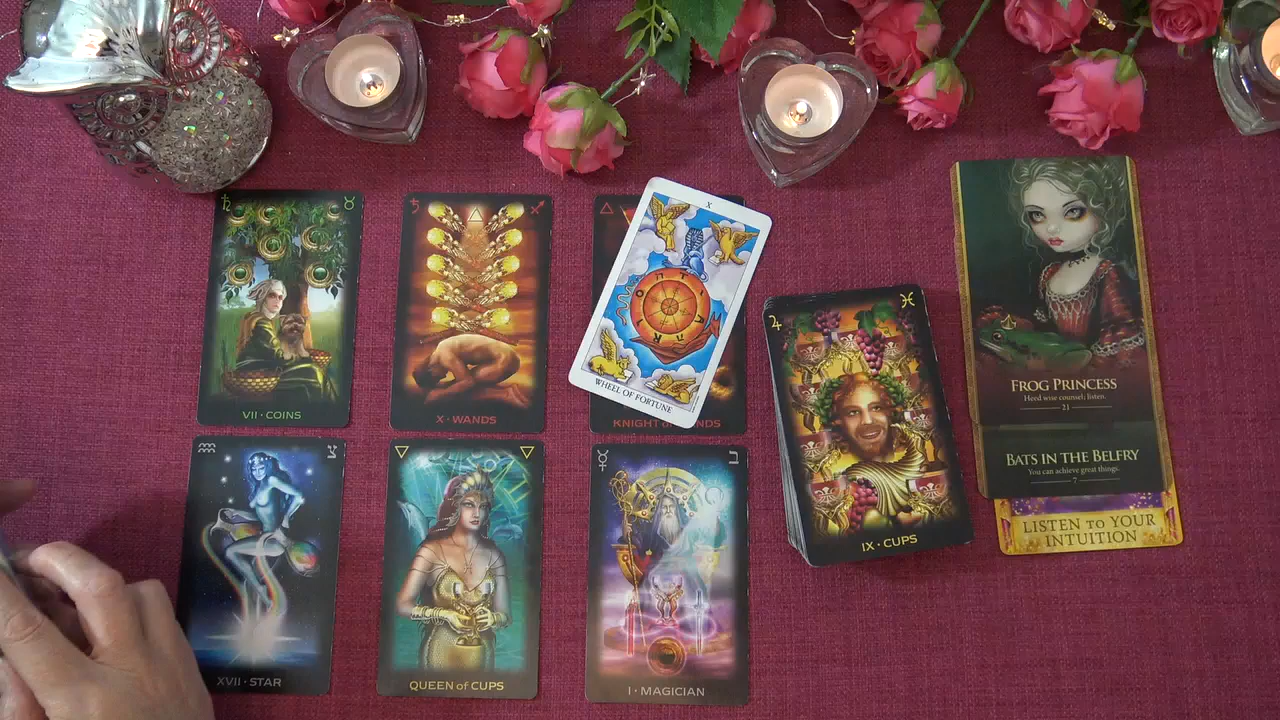 VII · COINS
X · WANDS
X
WHEEL OF FORTUNE
KNIGHT of WANDS
XVII · STAR
QUEEN of CUPS
I · MAGICIAN
IX · CUPS
FROG PRINCESS
Heed wise counsel; listen.
21
BATS IN THE BELFRY
You can achieve great things.
7
LISTEN TO YOUR
INTUITION